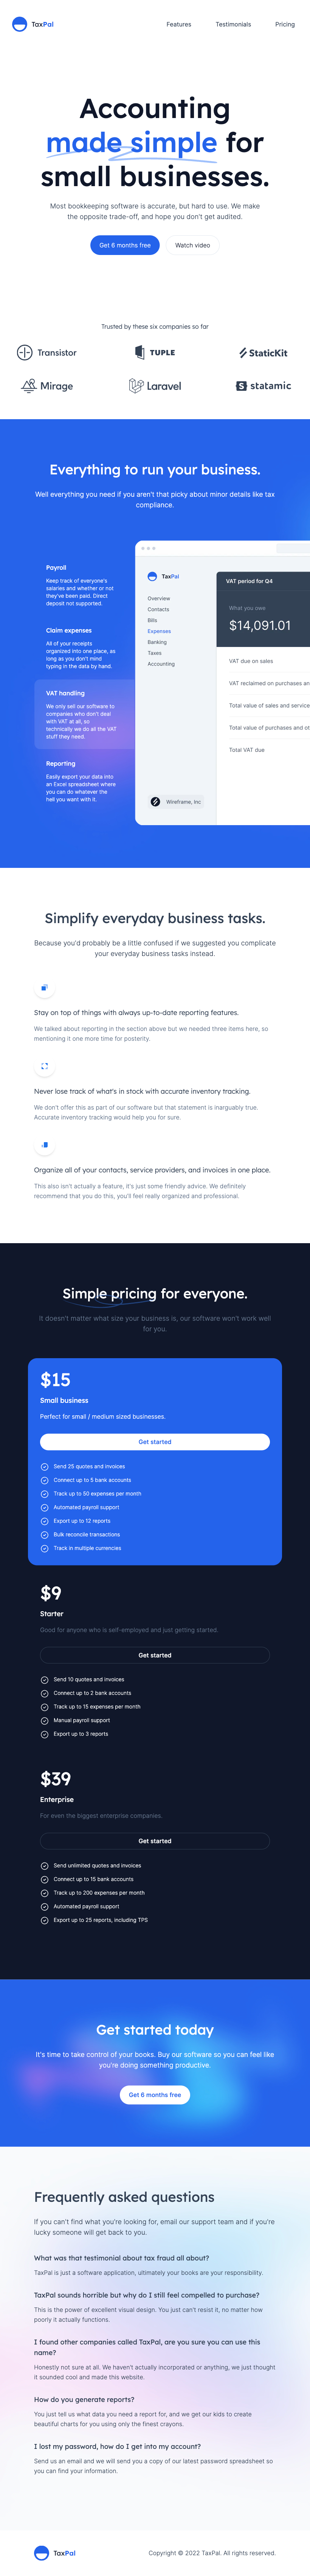 TaxPal
Features
Testimonials
Pricing
Accounting
made simple for
small businesses.
Most bookkeeping software is accurate, but hard to use. We make
the opposite trade-off, and hope you don't get audited.
Get 6 months free
Watch video
Trusted by these six companies so far
Transistor
TUPLE
StaticKit
Mirage
Laravel
statamic
Everything to run your business.
Well everything you need if you aren't that picky about minor details like tax
compliance.
Payroll
Keep track of everyone's
salaries and whether or not
they've been paid. Direct
deposit not supported.
Claim expenses
All of your receipts
organized into one place, as
long as you don't mind
typing in the data by hand.
VAT handling
We only sell our software to
companies who don't deal
with VAT at all, so
technically we do all the VAT
stuff they need.
Reporting
Easily export your data into
an Excel spreadsheet where
you can do whatever the
hell you want with it.
TaxPal
Overview
Contacts
Bills
Expenses
Banking
Taxes
Accounting
Wireframe, Inc
VAT period for Q4
What you owe
$14,091.01
VAT due on sales
VAT reclaimed on purchases an
Total value of sales and service
Total value of purchases and ot
Total VAT due
Simplify everyday business tasks.
Because you'd probably be a little confused if we suggested you complicate
your everyday business tasks instead.
Stay on top of things with always up-to-date reporting features.
We talked about reporting in the section above but we needed three items here, so
mentioning it one more time for posterity.
Never lose track of what's in stock with accurate inventory tracking.
We don't offer this as part of our software but that statement is inarguably true.
Accurate inventory tracking would help you for sure.
Organize all of your contacts, service providers, and invoices in one place.
This also isn't actually a feature, it's just some friendly advice. We definitely
recommend that you do this, you'll feel really organized and professional.
Simple pricing for everyone.
It doesn't matter what size your business is, our software won't work well
for you.
$15
Small business
Perfect for small / medium sized businesses.
Get started
Send 25 quotes and invoices
Connect up to 5 bank accounts
Track up to 50 expenses per month
Automated payroll support
Export up to 12 reports
Bulk reconcile transactions
Track in multiple currencies
$9
Starter
Good for anyone who is self-employed and just getting started.
Get started
Send 10 quotes and invoices
Connect up to 2 bank accounts
Track up to 15 expenses per month
Manual payroll support
Export up to 3 reports
$39
Enterprise
For even the biggest enterprise companies.
Get started
Send unlimited quotes and invoices
Connect up to 15 bank accounts
Track up to 200 expenses per month
Automated payroll support
Export up to 25 reports, including TPS
Get started today
It's time to take control of your books. Buy our software so you can feel like
you're doing something productive.
Get 6 months free
Frequently asked questions
If you can't find what you're looking for, email our support team and if you're
lucky someone will get back to you.
What was that testimonial about tax fraud all about?
TaxPal is just a software application, ultimately your books are your responsibility.
TaxPal sounds horrible but why do I still feel compelled to purchase?
This is the power of excellent visual design. You just can't resist it, no matter how
poorly it actually functions.
I found other companies called TaxPal, are you sure you can use this
name?
Honestly not sure at all. We haven't actually incorporated or anything, we just thought
it sounded cool and made this website.
How do you generate reports?
You just tell us what data you need a report for, and we get our kids to create
beautiful charts for you using only the finest crayons.
I lost my password, how do I get into my account?
Send us an email and we will send you a copy of our latest password spreadsheet so
you can find your information.
TaxPal
Copyright © 2022 TaxPal. All rights reserved.